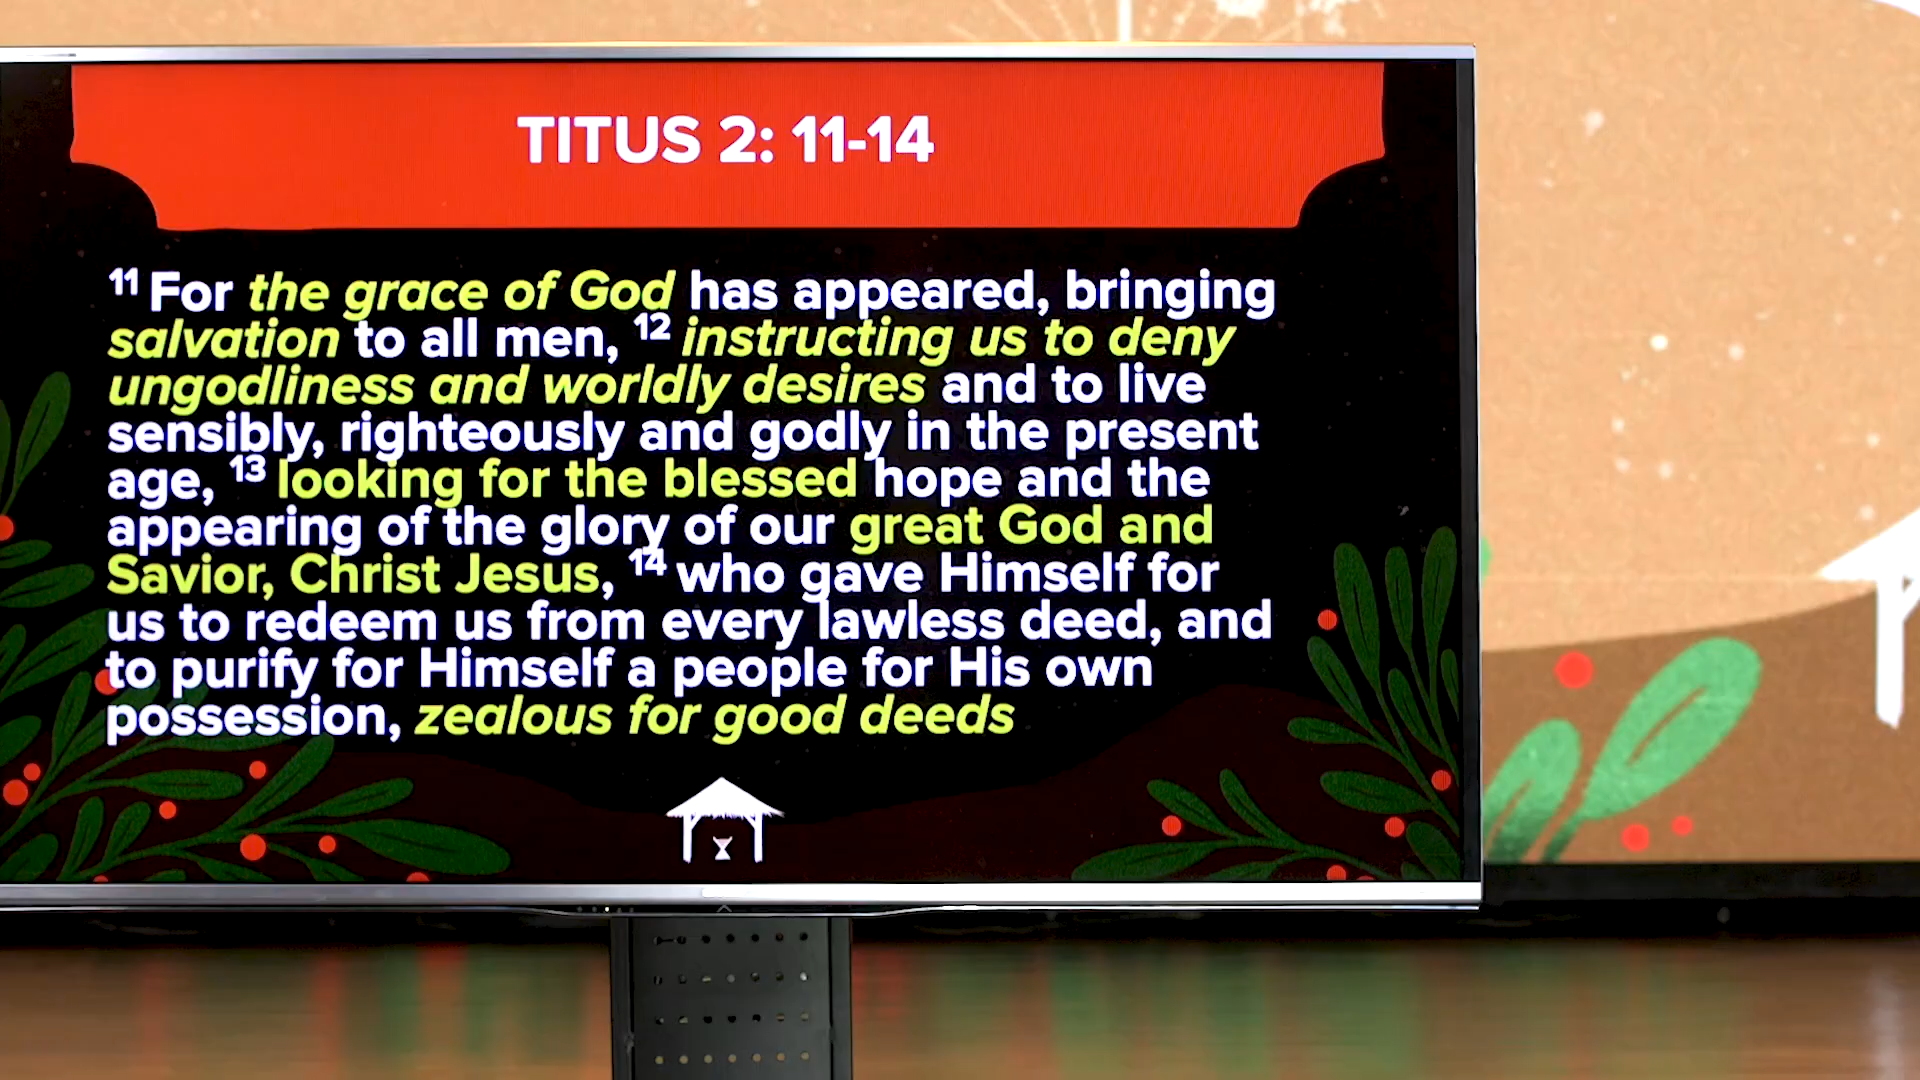 TITUS 2: 11-14
11 For the grace of God has appeared, bringing
salvation to all men, 12 instructing us to deny
ungodliness and worldly desires and to live
sensibly, righteously and godly in the present
age, 13 looking for the blessed hope and the
appearing of the glory of our great God and
Savior, Christ Jesus, 14 who gave Himself for
us to redeem us from every lawless deed, and
to purify for Himself a people for His own
possession, zealous for good deeds